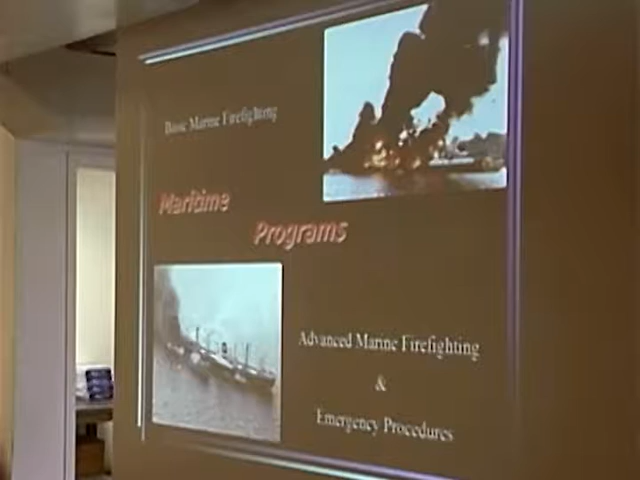 Basic Marine Firefighting
Maritime
Programs
Advanced Marine Firefighting
&
Emergency Procedures